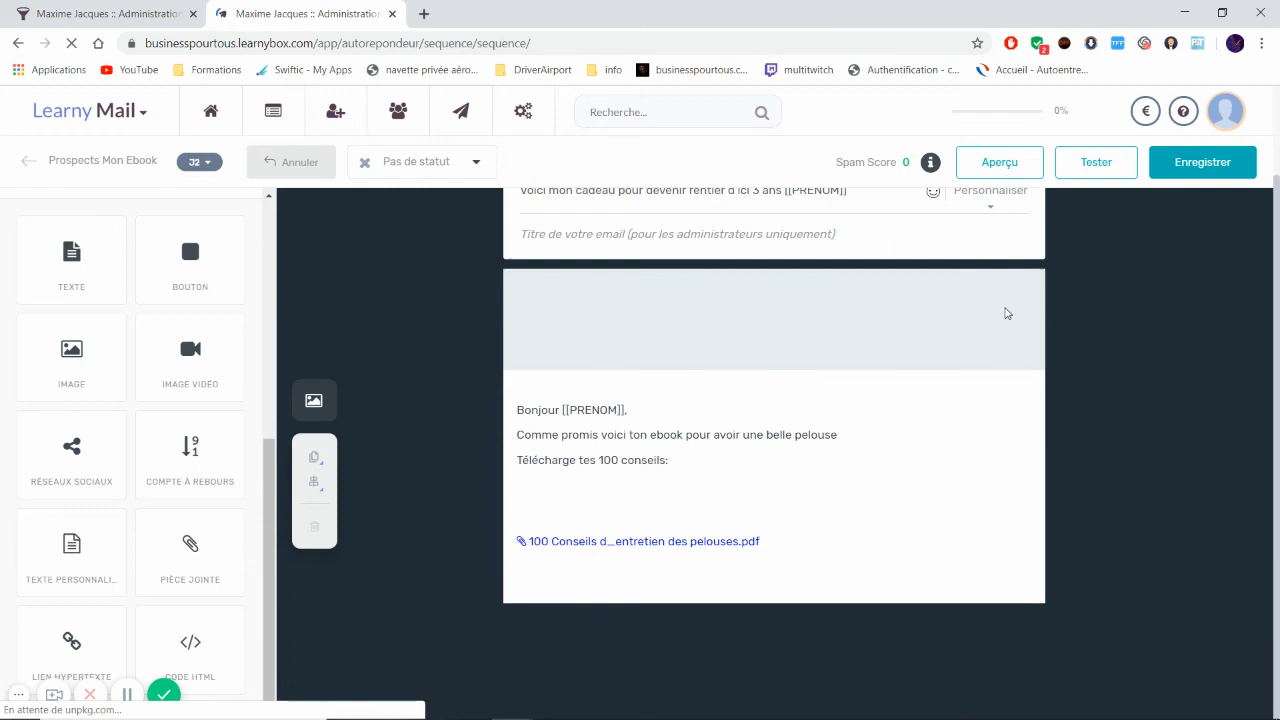 Maxime Jacques :: Administration
Maxime Jacques :: Administration
businesspourtous.learnybox.com/app/autorepondeur/sequence/sequence/
2
Applications
YouTube
Formations
Swiftic - My Apps
navette privée aéro...
DriverAirport
info
businesspourtous.c...
multitwitch
Authentification - c...
Accueil - Autoentre...
Learny Mail
Recherche...
0%
€
?
Prospects Mon Ebook
J2
Annuler
Pas de statut
Spam Score 0
Aperçu
Tester
Enregistrer
Voici mon cadeau pour devenir rentier d'ici 3 ans [[PRENOM]]
Personnaliser
Titre de votre email (pour les administrateurs uniquement)
TEXTE
BOUTON
IMAGE
IMAGE VIDÉO
RÉSEAUX SOCIAUX
9
1
COMPTE À REBOURS
TEXTE PERSONNALI...
PIÈCE JOINTE
LIEN HYPERTEXTE
CODE HTML
Bonjour [[PRENOM]],
Comme promis voici ton ebook pour avoir une belle pelouse
Télécharge tes 100 conseils:
100 Conseils d_entretien des pelouses.pdf
En attente de unpkg.com...